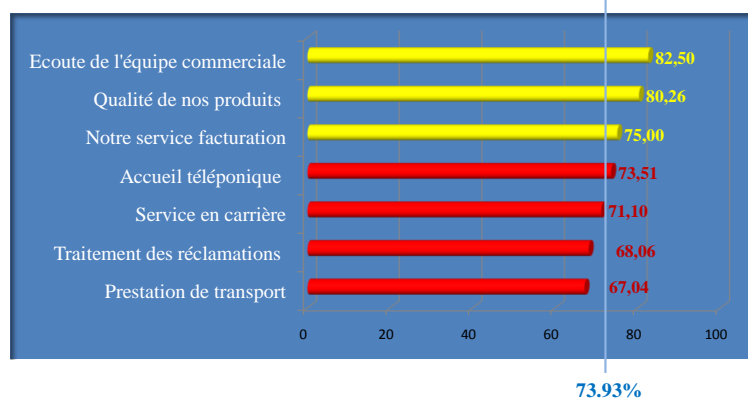 Ecoute de l'équipe commerciale 82,50
Qualité de nos produits 80,26
Notre service facturation 75,00
Accueil téléponique 73,51
Service en carrière 71,10
Traitement des réclamations 68,06
Prestation de transport 67,04
0 20 40 60 80 100
73.93%